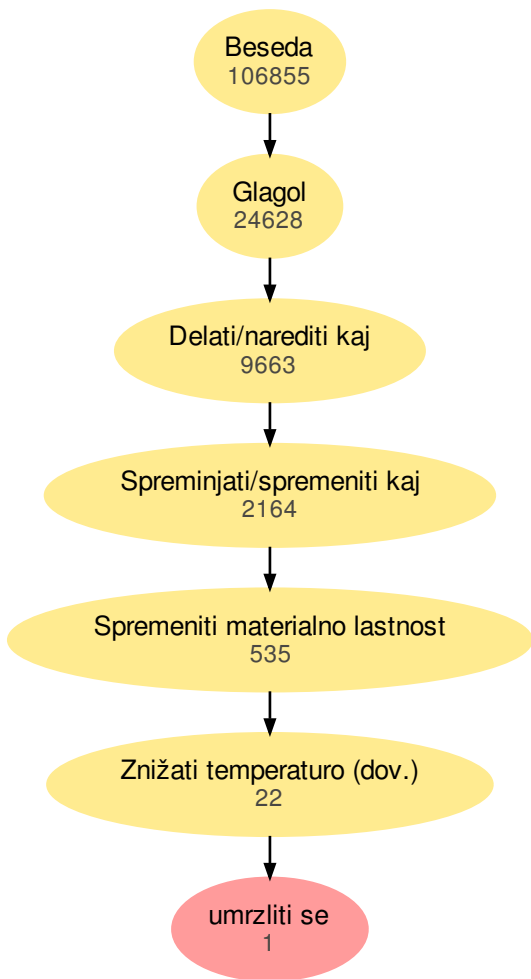 Beseda
106855
Glagol
24628
Delati/narediti kaj
9663
Spreminjati/spremeniti kaj
2164
Spremeniti materialno lastnost
535
Znižati temperaturo (dov.)
22
umrzliti se
1